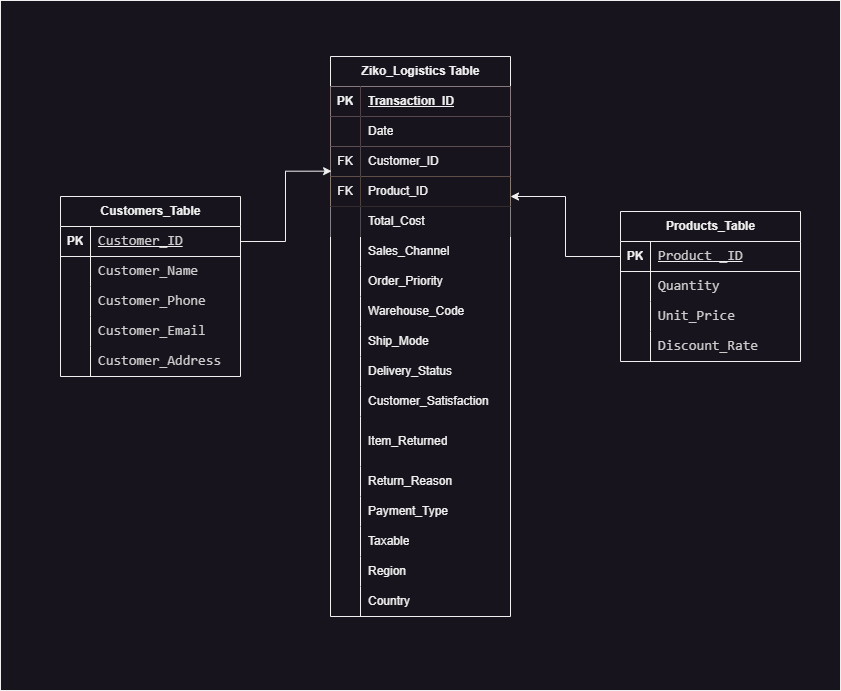 Ziko_Logistics Table
PK Transaction_ID
Date
FK Customer_ID
FK Product_ID
Total_Cost
Sales_Channel
Order_Priority
Warehouse_Code
Ship_Mode
Delivery_Status
Customer_Satisfaction
Item_Returned
Return_Reason
Payment_Type
Taxable
Region
Country
Customers_Table
PK Customer_ID
Customer_Name
Customer_Phone
Customer_Email
Customer_Address
Products_Table
PK Product _ID
Quantity
Unit_Price
Discount_Rate